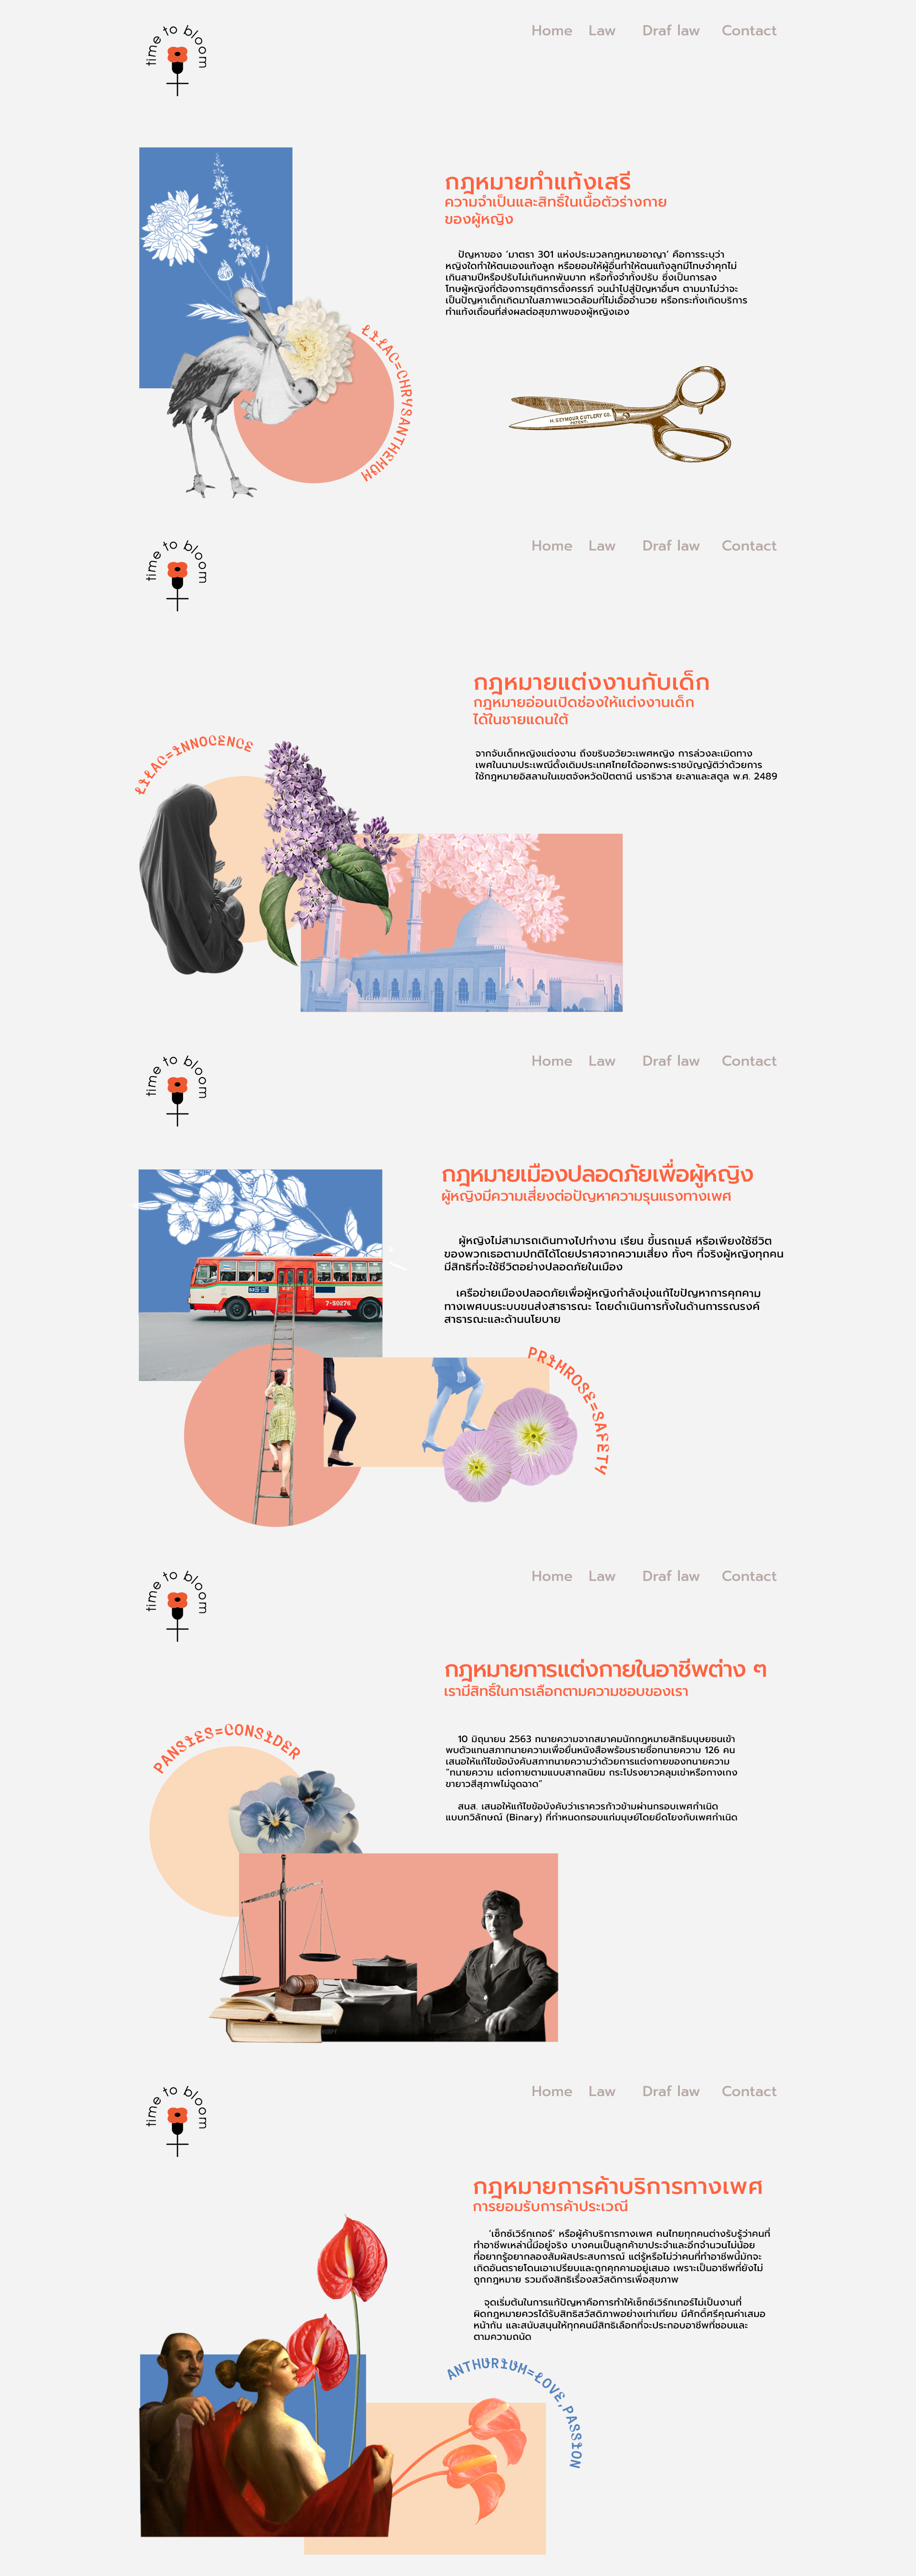 time to bloom
Home Law Draf law Contact
กฎหมายทำแท้งเสรี
ความจำเป็นและสิทธิ์ในเนื้อตัวร่างกาย
ของผู้หญิง
ปัญหาของ ‘มาตรา 301 แห่งประมวลกฎหมายอาญา’ คือการระบุว่า
หญิงใดทำให้ตนเองแท้งลูก หรือยอมให้ผู้อื่นทำให้ตนแท้งลูกมีโทษจำคุกไม่
เกินสามปีหรือปรับไม่เกินหกพันบาท หรือทั้งจำทั้งปรับ ซึ่งเป็นการลง
โทษผู้หญิงที่ต้องการยุติการตั้งครรภ์ จนนำไปสู่ปัญหาอื่นๆ ตามมาไม่ว่าจะ
เป็นปัญหาเด็กเกิดมาในสภาพแวดล้อมที่ไม่เอื้ออำนวย หรือกระทั่งเกิดบริการ
ทำแท้งเถื่อนที่ส่งผลต่อสุขภาพของผู้หญิงเอง
LILAC=CHRYSANTHEMUM
H.SEYMOUR CUTLERY CO.
PATENT.
time to bloom
Home Law Draf law Contact
กฎหมายแต่งงานกับเด็ก
กฎหมายอ่อนเปิดช่องให้แต่งงานเด็ก
ได้ในชายแดนใต้
จากจับเด็กหญิงแต่งงาน ถึงขริบอวัยวะเพศหญิง การล่วงละเมิดทาง
เพศในนามประเพณีดั้งเดิมประเทศไทยได้ออกพระราชบัญญัติว่าด้วยการ
ใช้กฎหมายอิสลามในเขตจังหวัดปัตตานี นราธิวาส ยะลาและสตูล พ.ศ. 2489
LILAC=INNOCENCE
time to bloom
Home Law Draf law Contact
กฎหมายเมืองปลอดภัยเพื่อผู้หญิง
ผู้หญิงมีความเสี่ยงต่อปัญหาความรุนแรงทางเพศ
ผู้หญิงไม่สามารถเดินทางไปทำงาน เรียน ขึ้นรถเมล์ หรือเพียงใช้ชีวิต
ของพวกเธอตามปกติได้โดยปราศจากความเสี่ยง ทั้งๆ ที่จริงผู้หญิงทุกคน
มีสิทธิที่จะใช้ชีวิตอย่างปลอดภัยในเมือง
เครือข่ายเมืองปลอดภัยเพื่อผู้หญิงกำลังมุ่งแก้ไขปัญหาการคุกคาม
ทางเพศบนระบบขนส่งสาธารณะ โดยดำเนินการทั้งในด้านการรณรงค์
สาธารณะและด้านนโยบาย
7-50276
PRIMROSE=SAFETY
time to bloom
Home Law Draf law Contact
กฎหมายการแต่งกายในอาชีพต่าง ๆ
เรามีสิทธิ์ในการเลือกตามความชอบของเรา
10 มิถุนายน 2563 ทนายความจากสมาคมนักกฎหมายสิทธิมนุษยชนเข้า
พบตัวแทนสภาทนายความเพื่อยื่นหนังสือพร้อมรายชื่อทนายความ 126 คน
เสนอให้แก้ไขข้อบังคับสภาทนายความว่าด้วยการแต่งกายของทนายความ
“ทนายความ แต่งกายตามแบบสากลนิยม กระโปรงยาวคลุมเข่าหรือกางเกง
ขายาวสีสุภาพไม่ฉูดฉาด”
สนส. เสนอให้แก้ไขข้อบังคับว่าเราควรก้าวข้ามผ่านกรอบเพศกำเนิด
แบบทวิลักษณ์ (Binary) ที่กำหนดกรอบแก่มนุษย์โดยยึดโยงกับเพศกำเนิด
PANSIES=CONSIDER
time to bloom
Home Law Draf law Contact
กฎหมายการค้าบริการทางเพศ
การยอมรับการค้าประเวณี
‘เซ็กซ์เวิร์กเกอร์’ หรือผู้ค้าบริการทางเพศ คนไทยทุกคนต่างรับรู้ว่าคนที่
ทำอาชีพเหล่านี้มีอยู่จริง บางคนเป็นลูกค้าขาประจำและอีกจำนวนไม่น้อย
ที่อยากรู้อยากลองสัมผัสประสบการณ์ แต่รู้หรือไม่ว่าคนที่ทำอาชีพนี้มักจะ
เกิดอันตรายโดนเอาเปรียบและถูกคุกคามอยู่เสมอ เพราะเป็นอาชีพที่ยังไม่
ถูกกฎหมาย รวมถึงสิทธิเรื่องสวัสดิการเพื่อสุขภาพ
จุดเริ่มต้นในการแก้ปัญหาคือการทำให้เซ็กซ์เวิร์กเกอร์ไม่เป็นงานที่
ผิดกฎหมายควรได้รับสิทธิสวัสดิภาพอย่างเท่าเทียม มีศักดิ์ศรีคุณค่าเสมอ
หน้ากัน และสนับสนุนให้ทุกคนมีสิทธิเลือกที่จะประกอบอาชีพที่ชอบและ
ตามความถนัด
ANTHURIUM=LOVE,PASSION